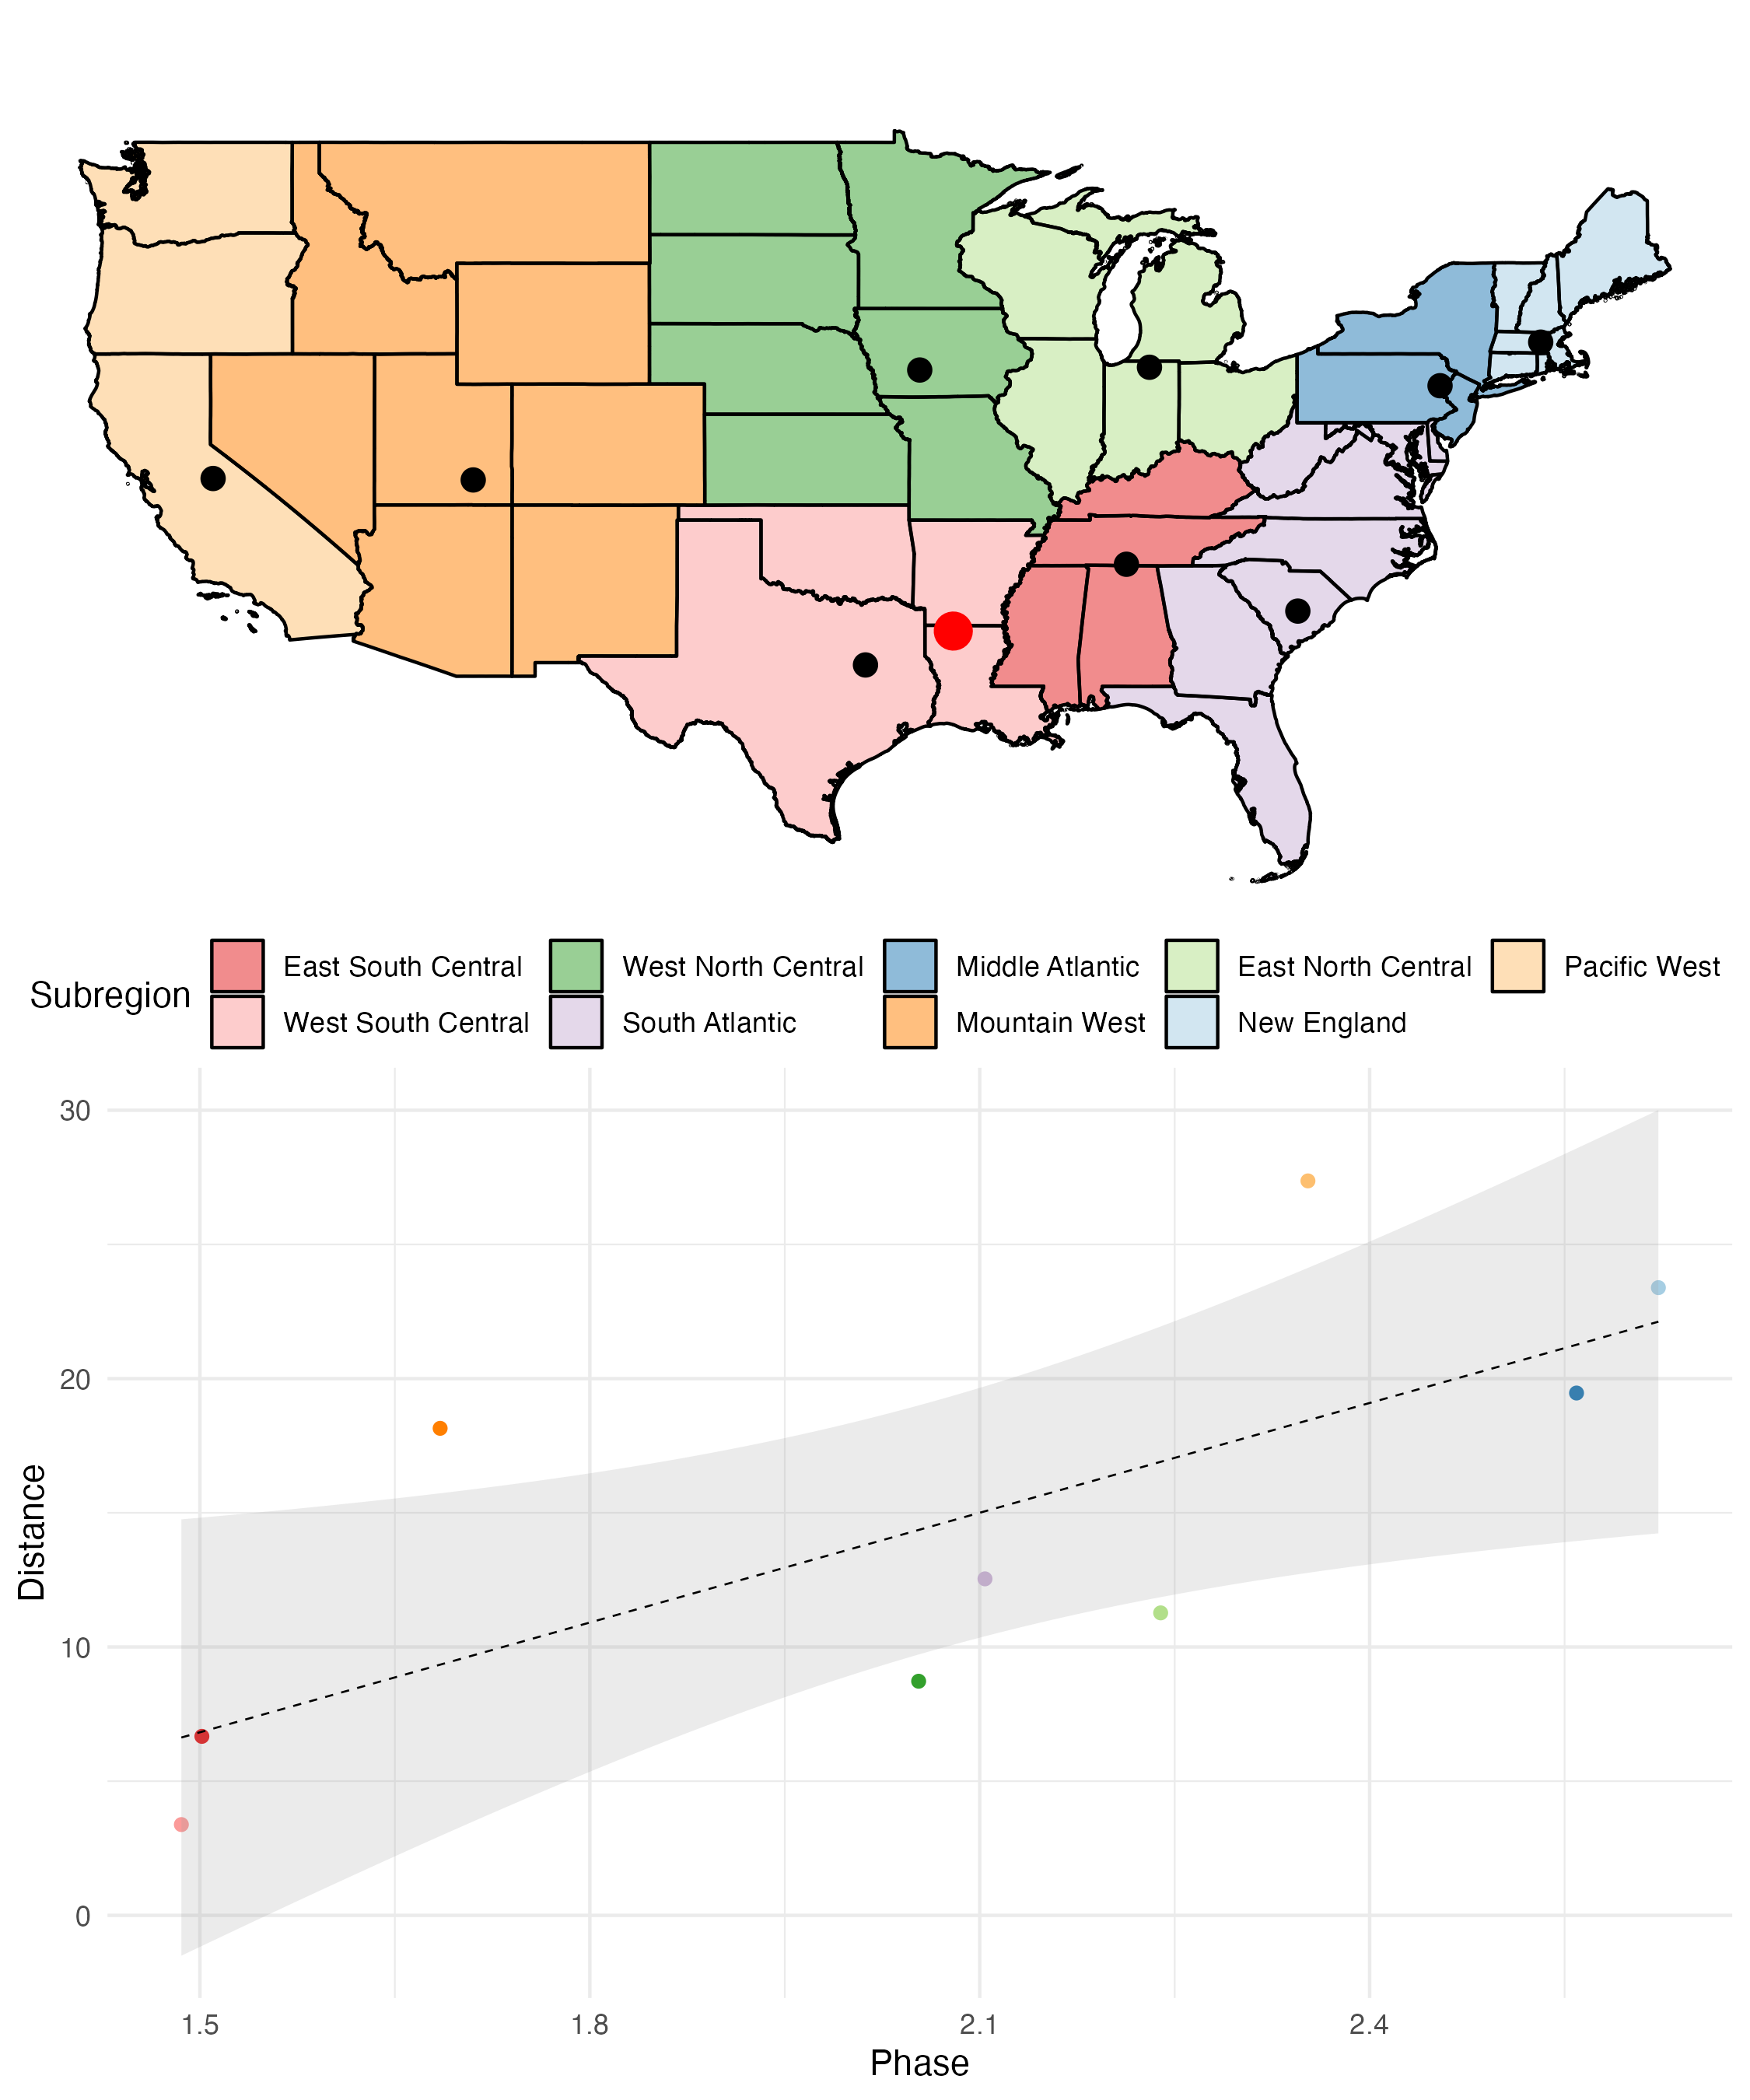 Subregion
East South Central
West North Central
Middle Atlantic
East North Central
Pacific West
West South Central
South Atlantic
Mountain West
New England
30
20
10
0
Distance
1.5
1.8
2.1
2.4
Phase